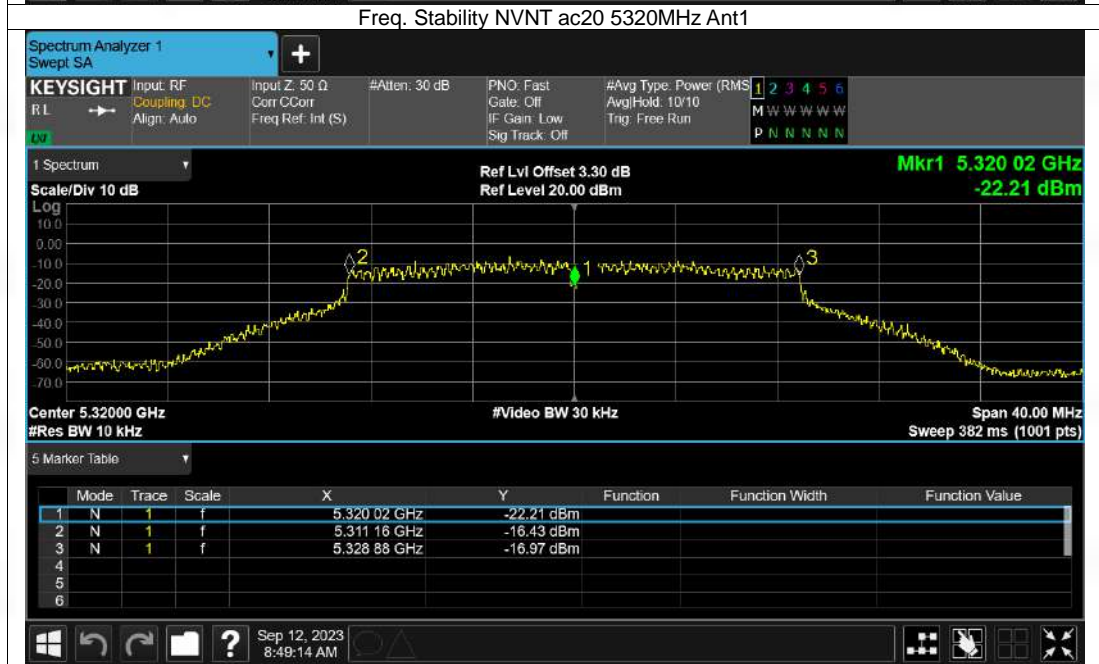 Freq. Stability NVNT ac20 5320MHz Ant1
Spectrum Analyzer 1
Swept SA
+
KEYSIGHT Input: RF Input Z: 50 Ω #Atten: 30 dB PNO: Fast #Avg Type: Power (RMS 1 2 3 4 5 6
RL Coupling: DC Corr CCorr Gate: Off Avg|Hold: 10/10 M W W W W W
Align: Auto Freq Ref: Int (S) IF Gain: Low Trig: Free Run
LXI Sig Track: Off P N N N N N
1 Spectrum Ref Lvl Offset 3.30 dB Mkr1 5.320 02 GHz
Scale/Div 10 dB Ref Level 20.00 dBm -22.21 dBm
Log
10.0
0.00
-10.0
-20.0
-30.0
-40.0
-50.0
-60.0
-70.0
2
1
3
Center 5.32000 GHz #Video BW 30 kHz Span 40.00 MHz
#Res BW 10 kHz Sweep 382 ms (1001 pts)
5 Marker Table
Mode Trace Scale X Y Function Function Width Function Value
1 N 1 f 5.320 02 GHz -22.21 dBm
2 N 1 f 5.311 16 GHz -16.43 dBm
3 N 1 f 5.328 88 GHz -16.97 dBm
4
5
6
? Sep 12, 2023
8:49:14 AM